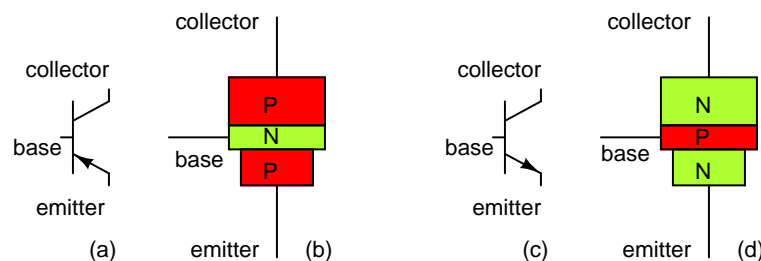 collector
base
emitter
(a)
collector
P
N
P
base
emitter
(b)
collector
base
emitter
(c)
collector
N
P
N
base
emitter
(d)